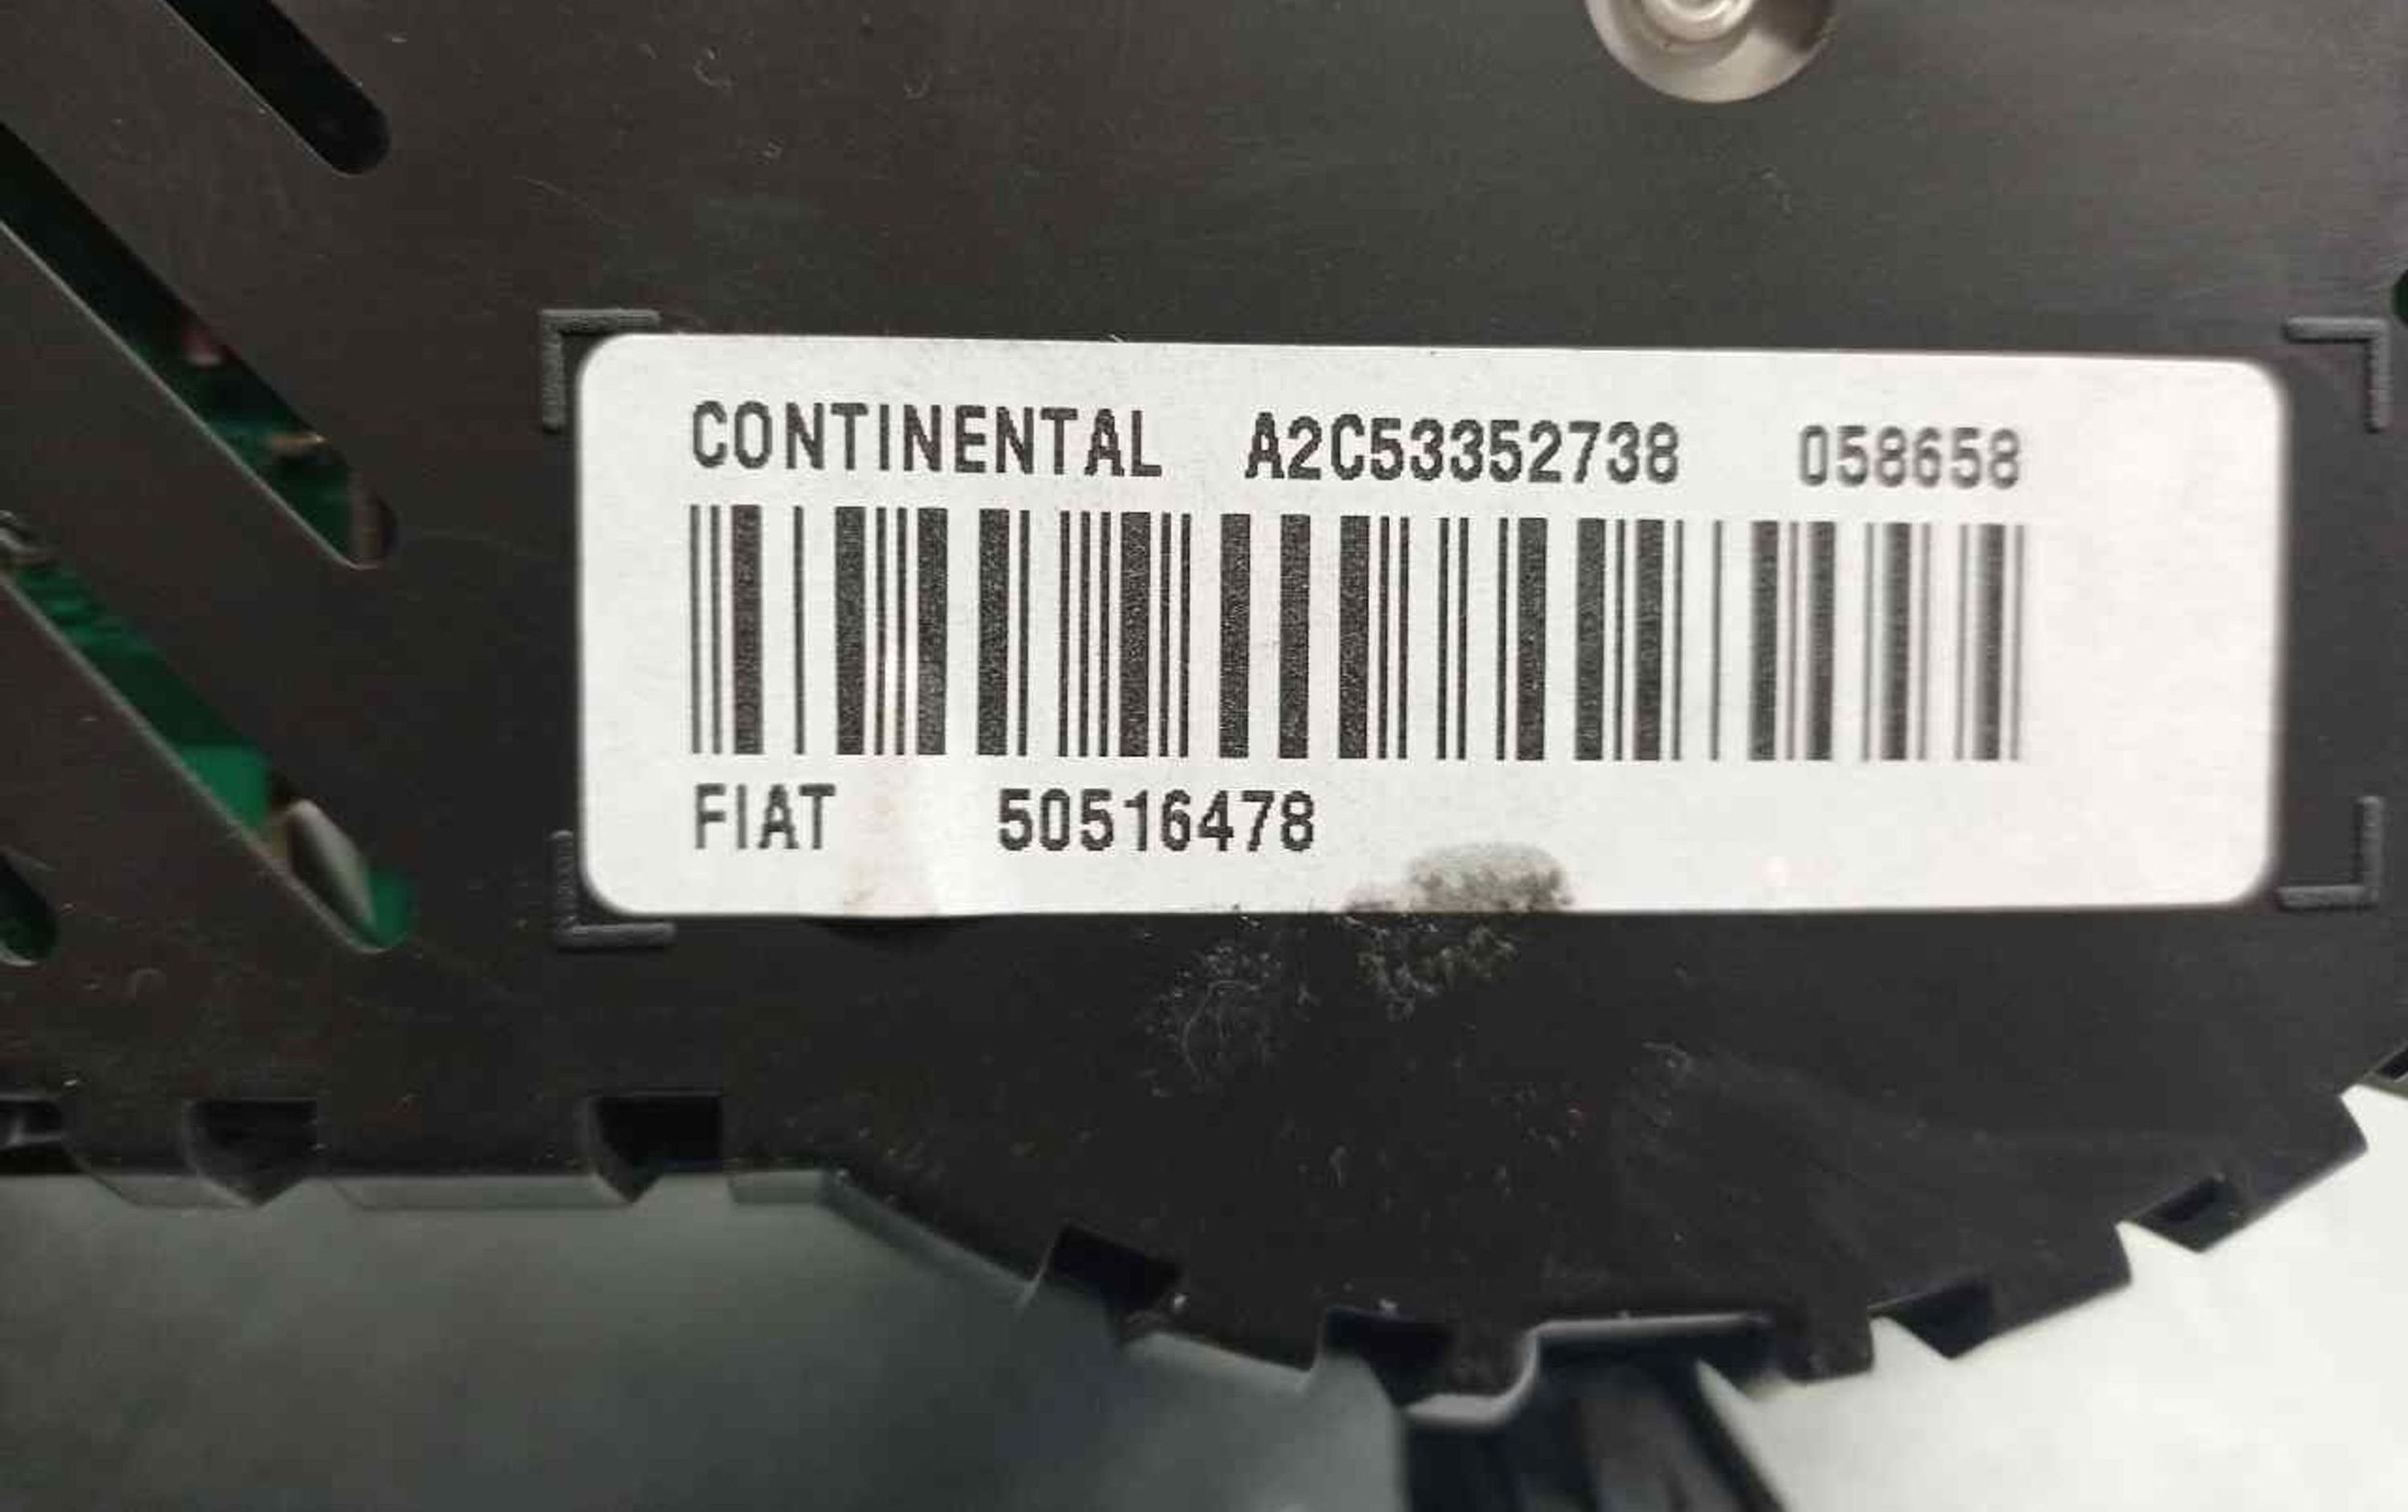 CONTINENTAL A2C53352738 058658
FIAT 50516478